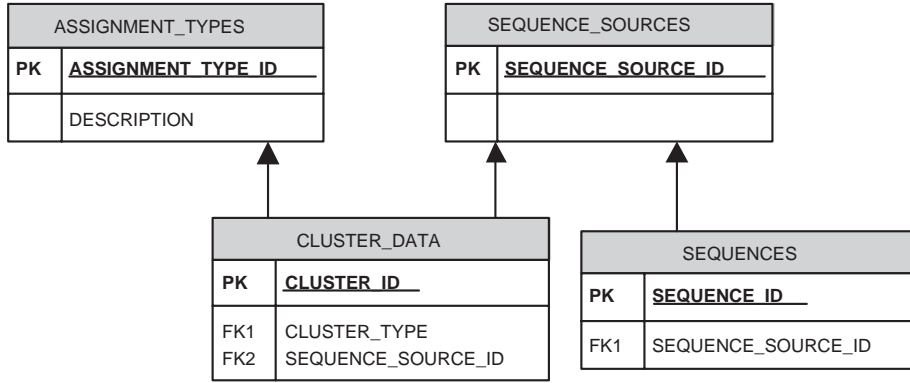 ASSIGNMENT_TYPES
PK ASSIGNMENT_TYPE_ID
DESCRIPTION
SEQUENCE_SOURCES
PK SEQUENCE_SOURCE_ID
CLUSTER_DATA
PK CLUSTER_ID
FK1 CLUSTER_TYPE
FK2 SEQUENCE_SOURCE_ID
SEQUENCES
PK SEQUENCE_ID
FK1 SEQUENCE_SOURCE_ID